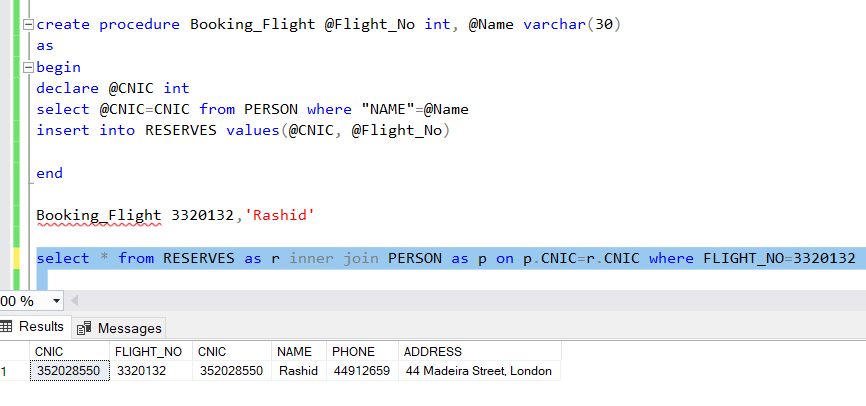 create procedure Booking_Flight @Flight_No int, @Name varchar(30)
as
begin
declare @CNIC int
select @CNIC=CNIC from PERSON where "NAME"=@Name
insert into RESERVES values(@CNIC, @Flight_No)
end
Booking_Flight 3320132,'Rashid'
select * from RESERVES as r inner join PERSON as p on p.CNIC=r.CNIC where FLIGHT_NO=3320132
00 %
Results Messages
CNIC FLIGHT_NO CNIC NAME PHONE ADDRESS
1 352028550 3320132 352028550 Rashid 44912659 44 Madeira Street, London